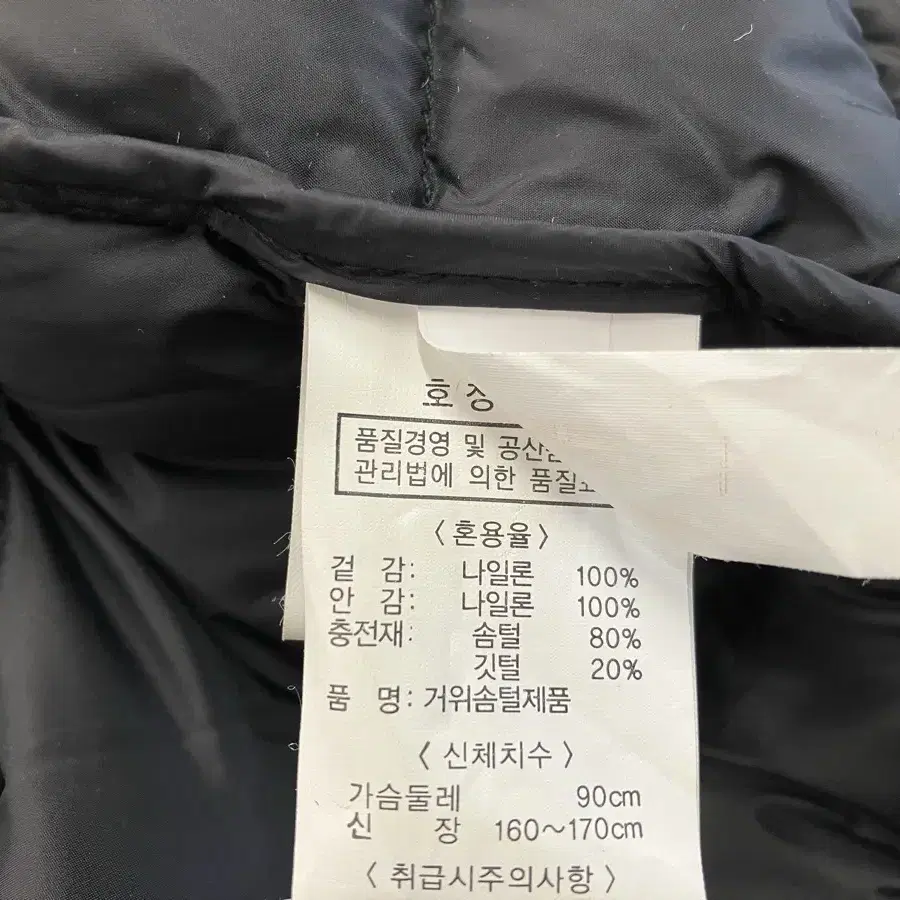 호칭
품질경영 및 공산
관리법에 의한 품질
〈 혼용율 〉
겉 감: 나일론 100%
안 감: 나일론 100%
충전재: 솜털 80%
깃털 20%
품 명: 거위솜털제품
〈 신체치수 〉
가슴둘레 90cm
신 장 160~170cm
〈 취급시주의사항 〉